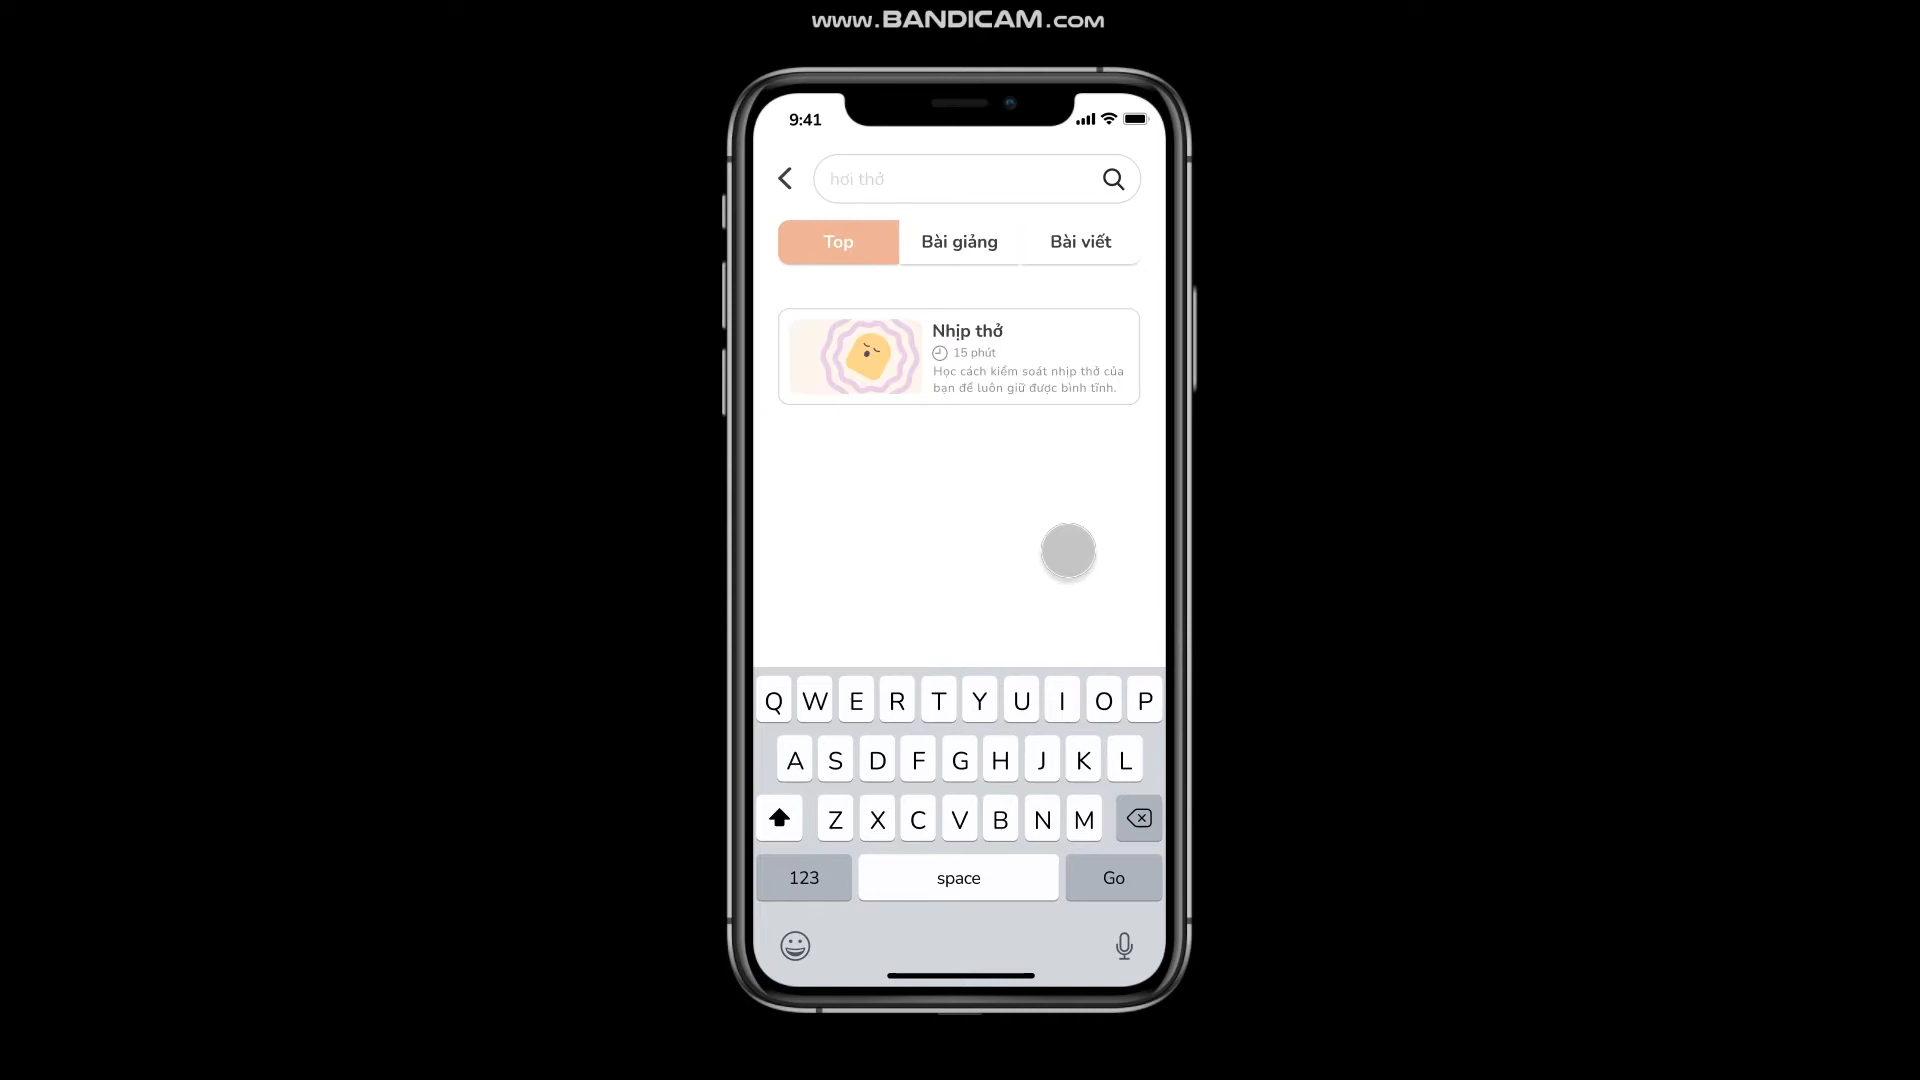 www.BANDICAM.com
9:41
hơi thở
Top
Bài giảng
Bài viết
Nhịp thở
15 phút
Học cách kiểm soát nhịp thở của
bạn để luôn giữ được bình tĩnh.
Q W E R T Y U I O P
A S D F G H J K L
Z X C V B N M
123
space
Go